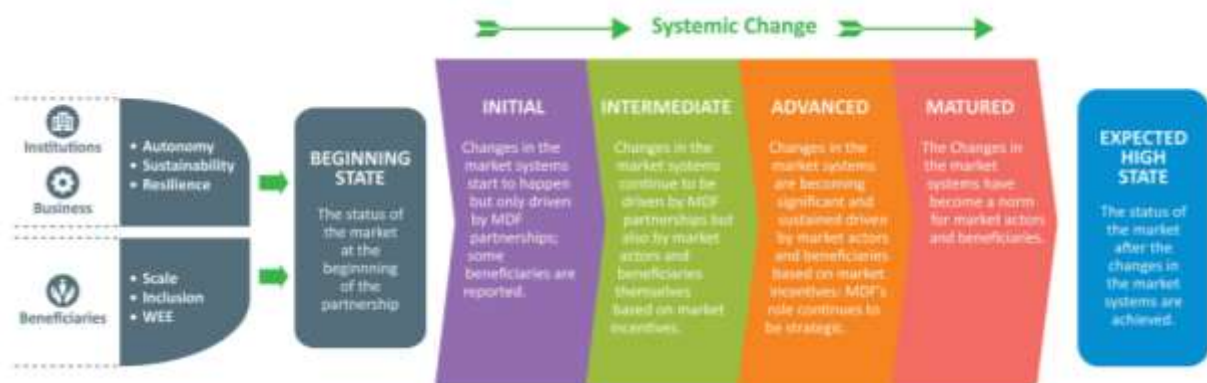 Systemic Change
Institutions
Business
• Autonomy
• Sustainability
• Resilience
Beneficiaries
• Scale
• Inclusion
• WEE
BEGINNING
STATE
The status of
the market
at the
beginnning
of the
partnership
INITIAL
Changes in the
market systems
start to happen
but only driven
by MDF
partnerships;
some
beneficiaries are
reported.
INTERMEDIATE
Changes in the
market systems
continue to be
driven by MDF
partnerships but
also by market
actors and
beneficiaries
themselves
based on market
incentives.
ADVANCED
Changes in the
market systems
are becoming
significant and
sustained driven
by market actors
and beneficiaries
based on market
incentives: MDF's
role continues to
be strategic.
MATURED
The Changes in
the market
systems have
become a norm
for market actors
and beneficiaries.
EXPECTED
HIGH
STATE
The status of
the market
after the
changes in
the market
systems are
achieved.